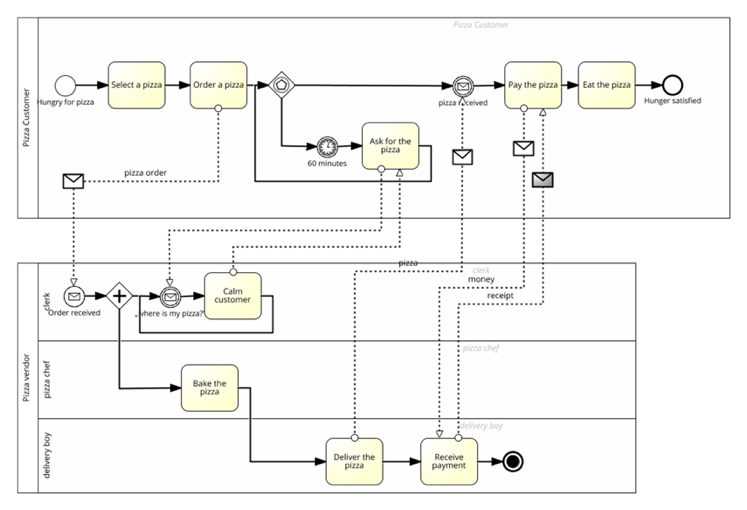 Pizza Customer
Pizza Customer
Hungry for pizza
Select a pizza
Order a pizza
pizza received
Pay the pizza
Eat the pizza
Hunger satisfied
60 minutes
Ask for the
pizza
pizza order
pizza
Pizza vendor
clerk
clerk
money
receipt
Order received
„where is my pizza?“
Calm
customer
pizza chef
pizza chef
Bake the
pizza
delivery boy
delivery boy
Deliver the
pizza
Receive
payment